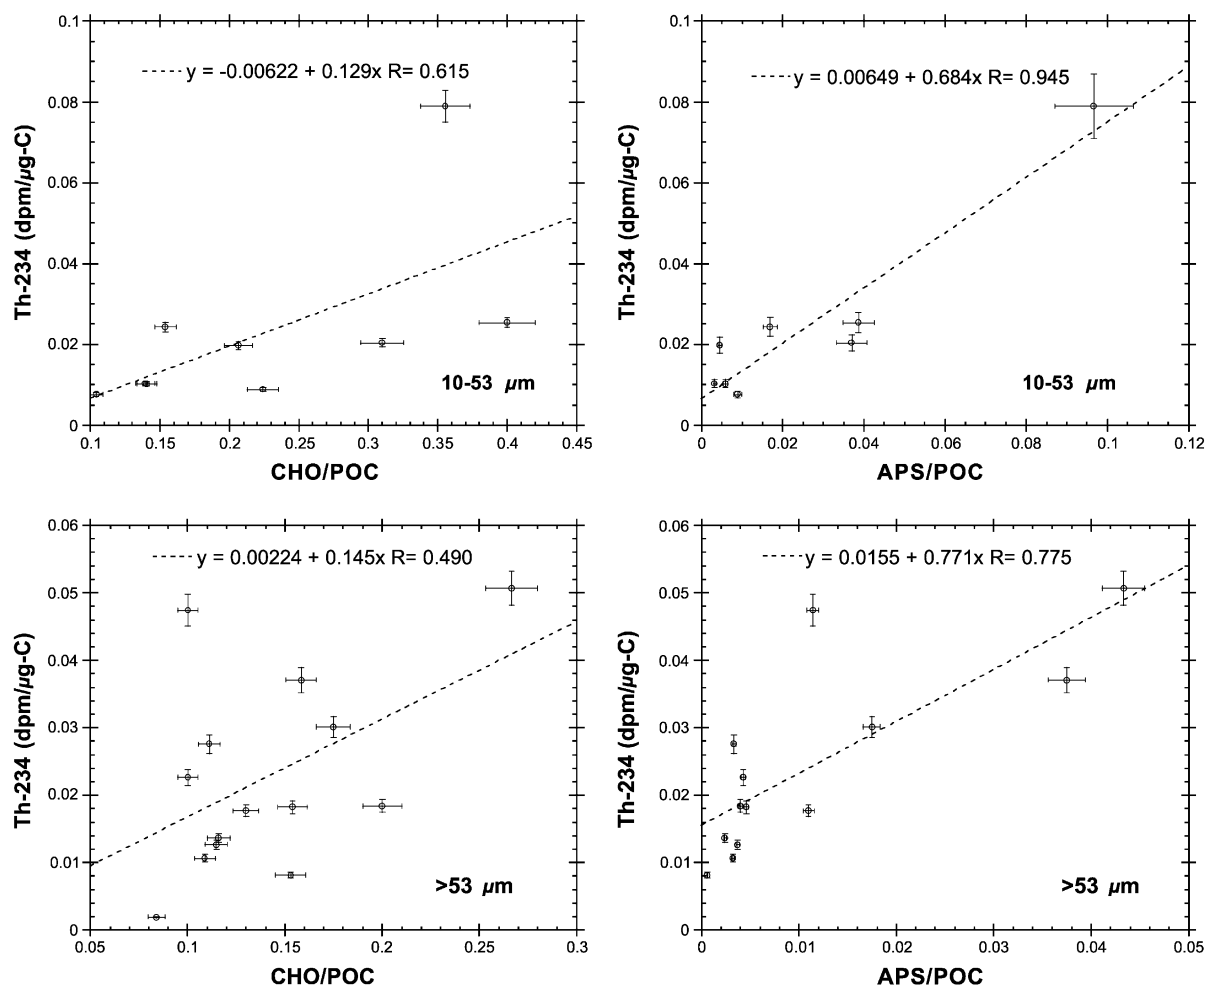 0.1
y = -0.00622 + 0.129x R= 0.615
0.08
0.06
0.04
0.02
0
Th-234 (dpm/µg-C)
10-53 µm
0.1 0.15 0.2 0.25 0.3 0.35 0.4 0.45
CHO/POC
0.1
y = 0.00649 + 0.684x R= 0.945
0.08
0.06
0.04
0.02
0
Th-234 (dpm/µg-C)
10-53 µm
0 0.02 0.04 0.06 0.08 0.1 0.12
APS/POC
0.06
y = 0.00224 + 0.145x R= 0.490
0.05
0.04
0.03
0.02
0.01
0
Th-234 (dpm/µg-C)
>53 µm
0.05 0.1 0.15 0.2 0.25 0.3
CHO/POC
0.06
y = 0.0155 + 0.771x R= 0.775
0.05
0.04
0.03
0.02
0.01
0
Th-234 (dpm/µg-C)
>53 µm
0 0.01 0.02 0.03 0.04 0.05
APS/POC